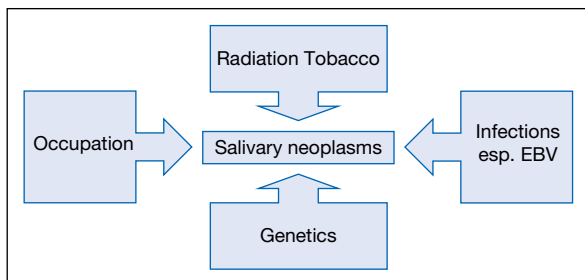 Radiation Tobacco
Occupation
Salivary neoplasms
Infections
esp. EBV
Genetics